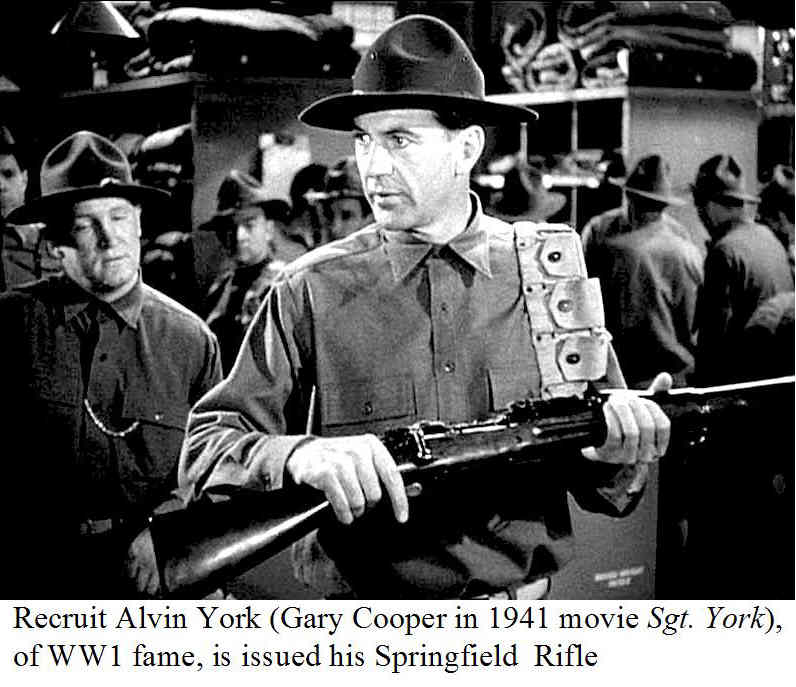 Recruit Alvin York (Gary Cooper in 1941 movie Sgt. York),
of WW1 fame, is issued his Springfield  Rifle